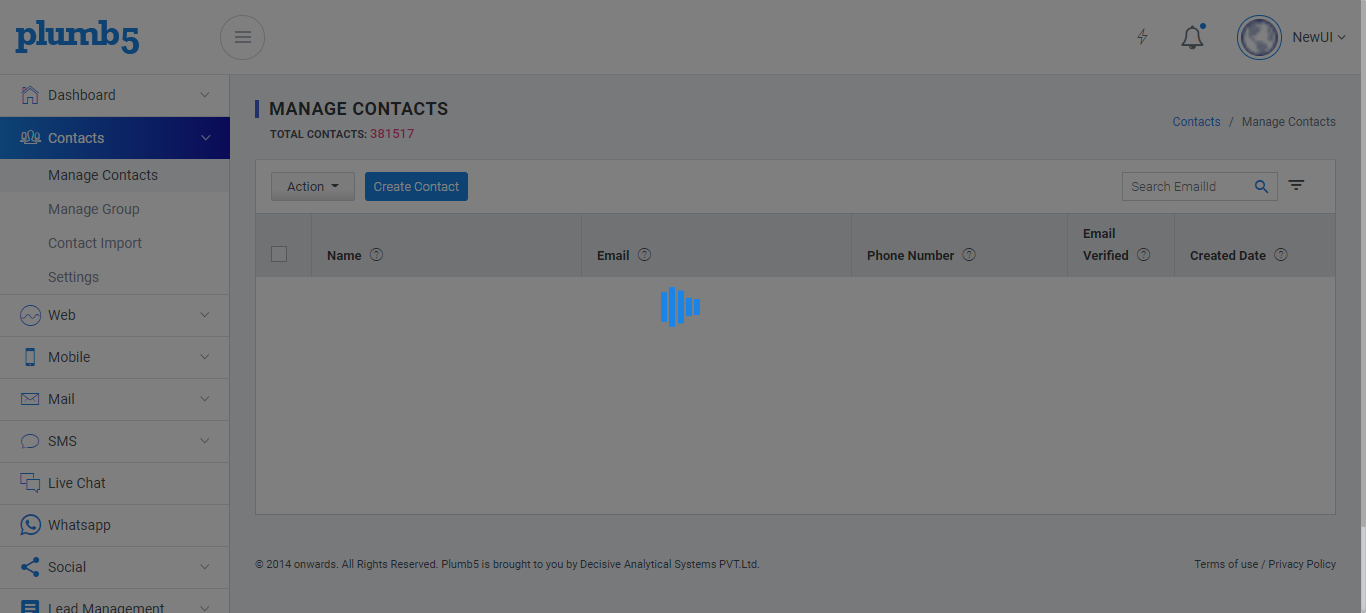 plumb5
NewUI
Dashboard
Contacts
Manage Contacts
Manage Group
Contact Import
Settings
Web
Mobile
Mail
SMS
Live Chat
Whatsapp
Social
Lead Management
MANAGE CONTACTS
TOTAL CONTACTS: 381517
Contacts / Manage Contacts
Action
Create Contact
Search EmailId
Name ?
Email ?
Phone Number ?
Email
Verified ?
Created Date ?
© 2014 onwards. All Rights Reserved. Plumb5 is brought to you by Decisive Analytical Systems PVT.Ltd.
Terms of use / Privacy Policy